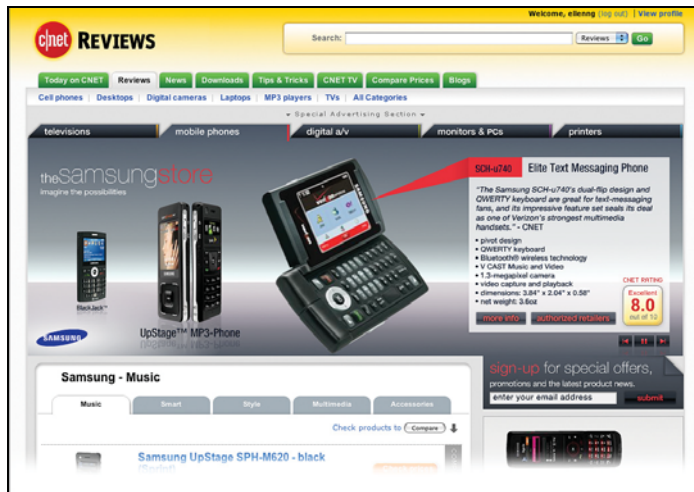 Welcome, ellenng (log out) | View profile
c|net REVIEWS
Search:
Reviews
Go
Today on CNET Reviews News Downloads Tips & Tricks CNET TV Compare Prices Blogs
Cell phones | Desktops | Digital cameras | Laptops | MP3 players | TVs | All Categories
Special Advertising Section
televisions mobile phones digital a/v monitors & PCs printers
thesamsungstore
imagine the possibilities
SCH-u740 Elite Text Messaging Phone
"The Samsung SCH-u740's dual-flip design and
QWERTY keyboard are great for text-messaging
fans, and its impressive feature set seals its deal
as one of Verizon's strongest multimedia
handsets." - CNET
• pivot design
• QWERTY keyboard
• Bluetooth® wireless technology
• V CAST Music and Video
• 1.3-megapixel camera
• video capture and playback
• dimensions: 3.84" x 2.04" x 0.58"
• net weight: 3.6oz
CNET RATING
Excellent
8.0
out of 12
more info authorized retailers
BlackJack™
UpStage™ MP3-Phone
SAMSUNG
Samsung - Music
Music Smart Style Multimedia Accessories
Check products to Compare
Samsung UpStage SPH-M620 - black
(Sprint)
sign-up for special offers,
promotions and the latest product news.
enter your email address submit